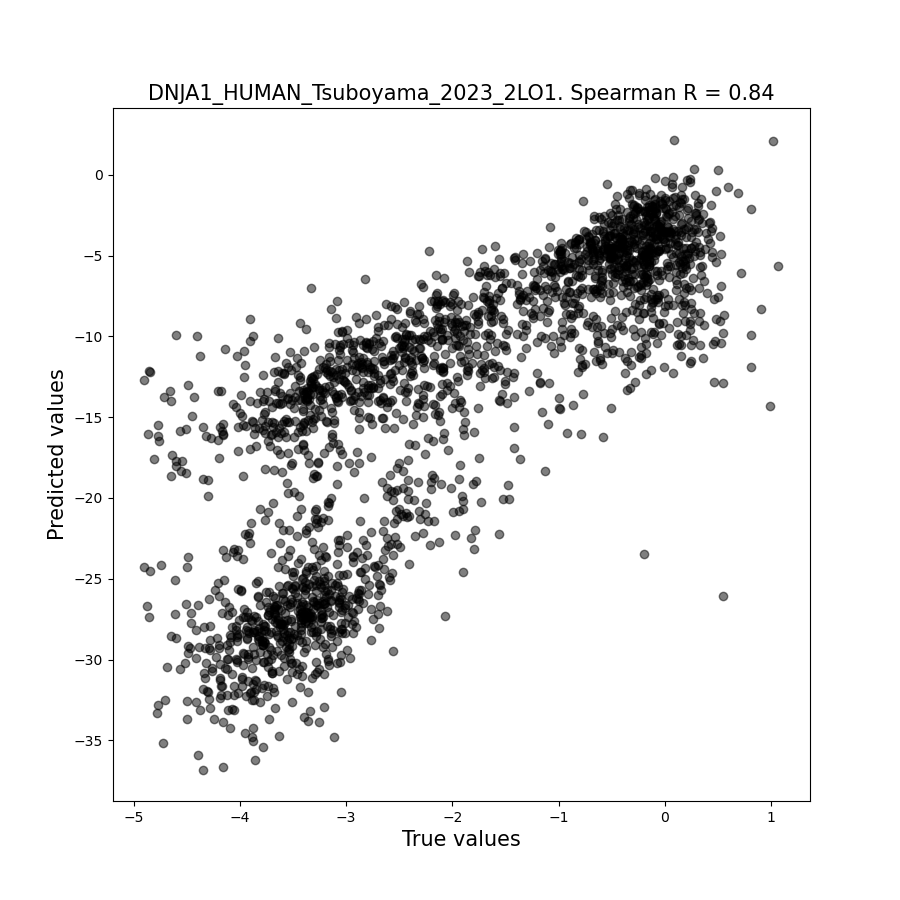 DNJA1_HUMAN_Tsuboyama_2023_2LO1. Spearman R = 0.84
Predicted values
0
−5
−10
−15
−20
−25
−30
−35
−5 −4 −3 −2 −1 0 1
True values